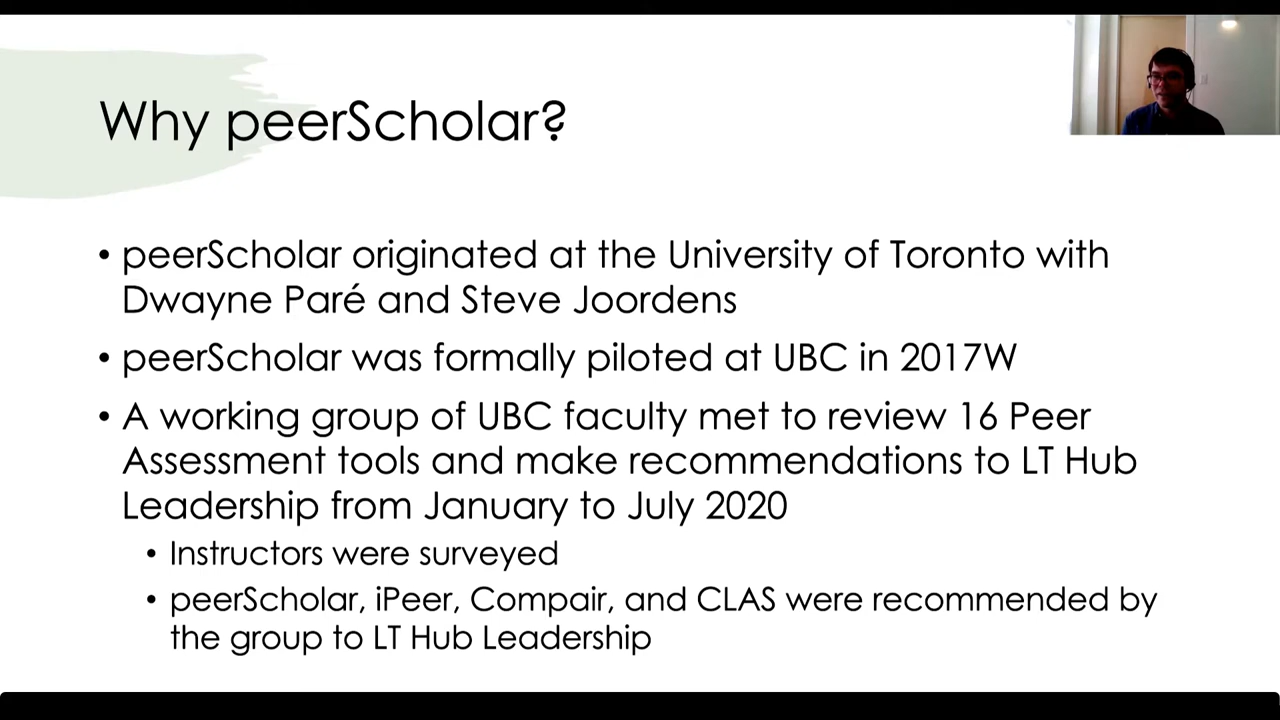 Why peerScholar?
• peerScholar originated at the University of Toronto with
Dwayne Paré and Steve Joordens
• peerScholar was formally piloted at UBC in 2017W
• A working group of UBC faculty met to review 16 Peer
Assessment tools and make recommendations to LT Hub
Leadership from January to July 2020
• Instructors were surveyed
• peerScholar, iPeer, Compair, and CLAS were recommended by
the group to LT Hub Leadership